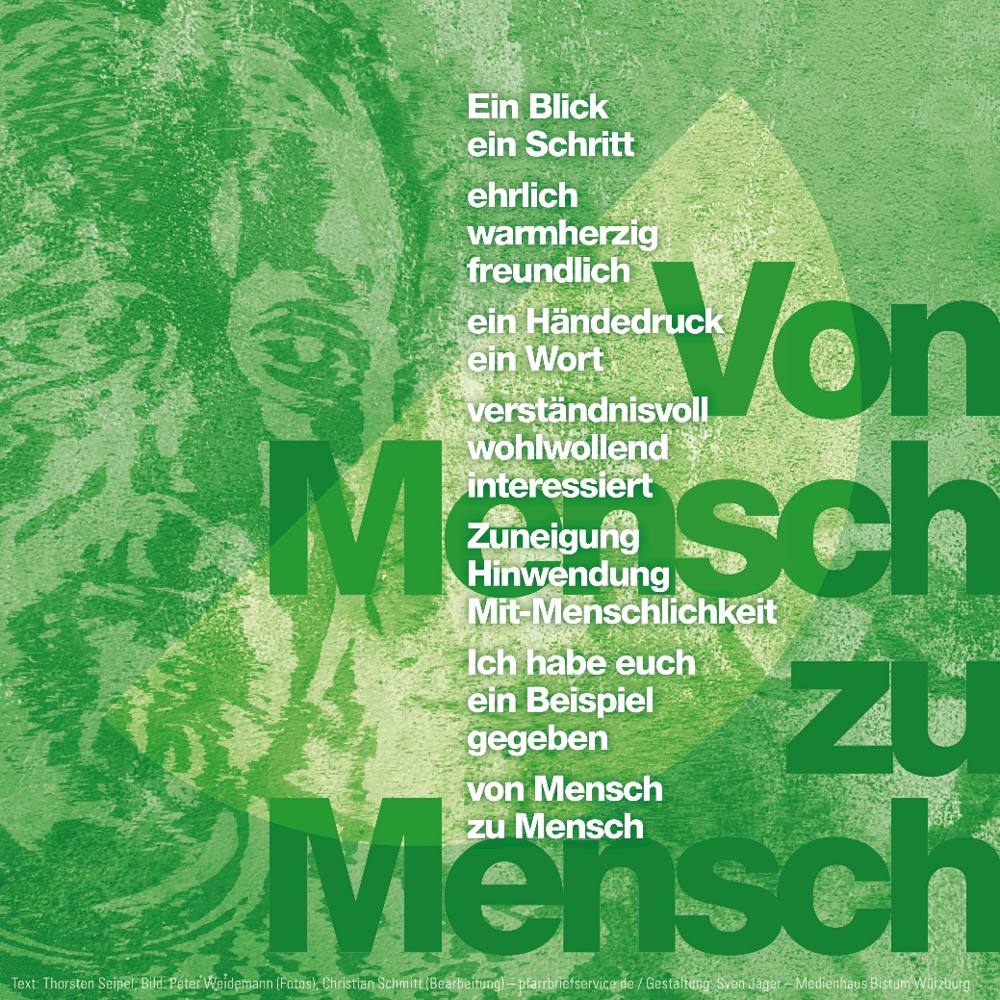 Ein Blick
ein Schritt
ehrlich
warmherzig
freundlich
ein Händedruck
ein Wort
verständnisvoll
wohlwollend
interessiert
Zuneigung
Hinwendung
Mit-Menschlichkeit
Ich habe euch
ein Beispiel
gegeben
von Mensch
zu Mensch
Von
Mensch
zu
Mensch
Text: Thorsten Seipel, Bild: Peter Weidemann (Fotos), Christian Schmitt (Bearbeitung) – pfarrbriefservice.de / Gestaltung: Sven Jäger – Medienhaus Bistum Würzburg